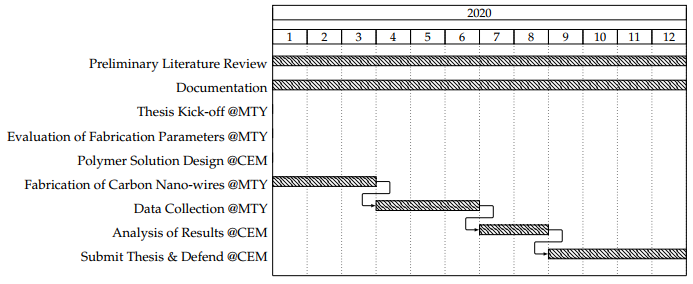 2020
1 2 3 4 5 6 7 8 9 10 11 12
Preliminary Literature Review
Documentation
Thesis Kick-off @MTY
Evaluation of Fabrication Parameters @MTY
Polymer Solution Design @CEM
Fabrication of Carbon Nano-wires @MTY
Data Collection @MTY
Analysis of Results @CEM
Submit Thesis & Defend @CEM